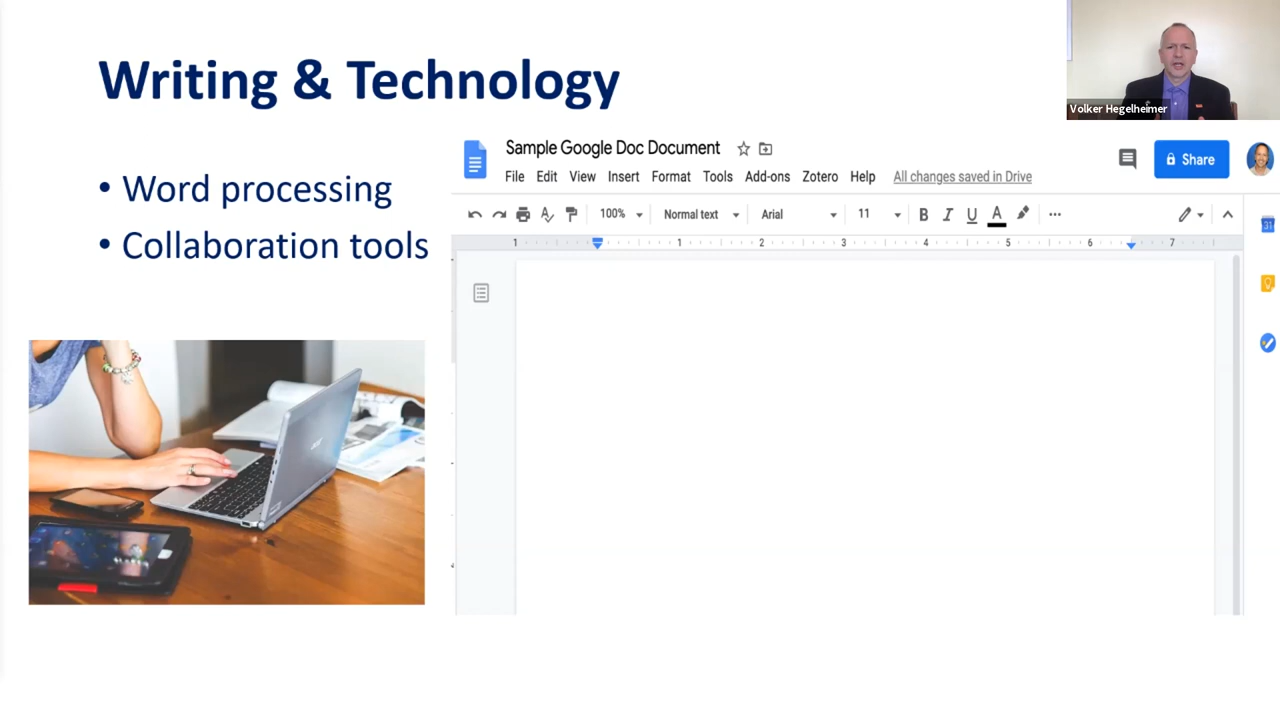 Writing & Technology
Volker Hegelheimer
• Word processing
• Collaboration tools
Sample Google Doc Document
Share
File Edit View Insert Format Tools Add-ons Zotero Help All changes saved in Drive
100% Normal text Arial 11 B I U A
1 1 2 3 4 5 6 7
31
acer